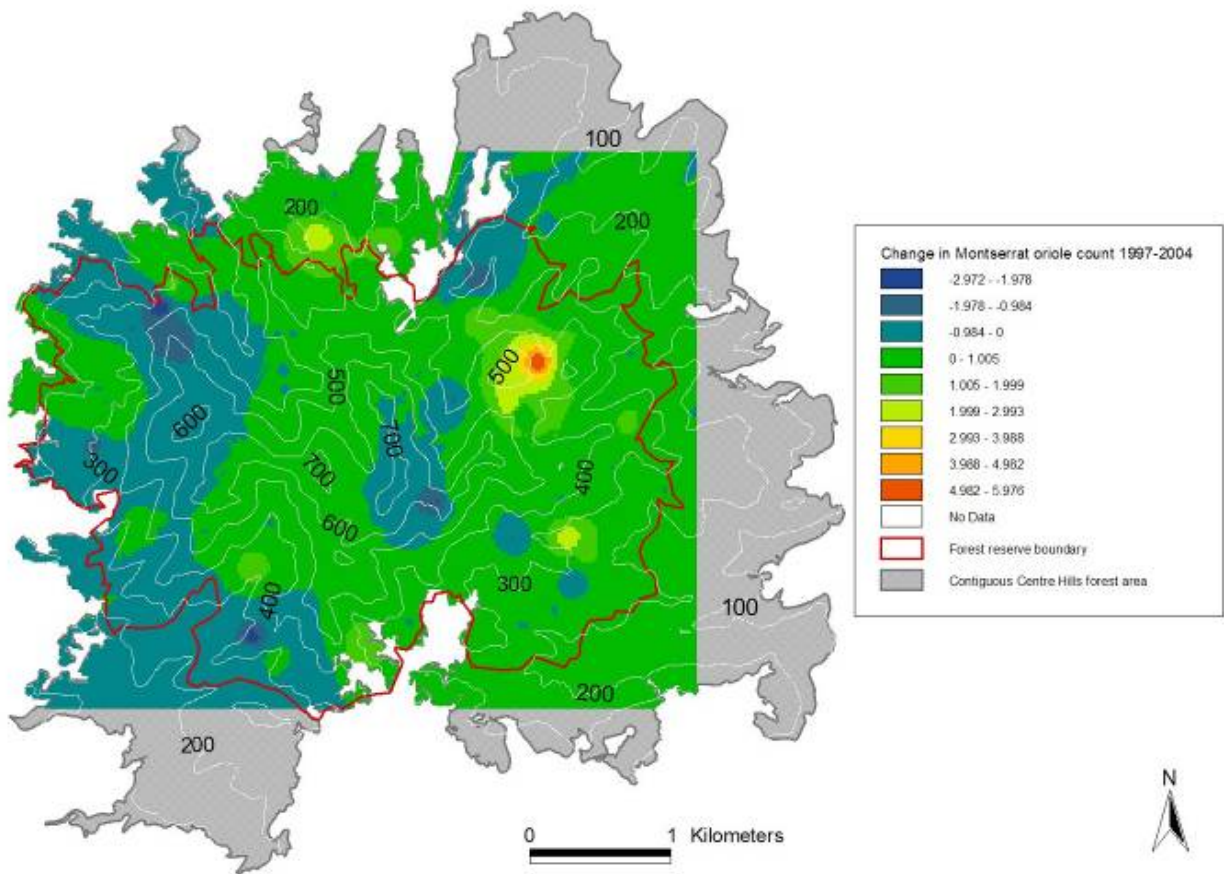 100
200
200
500
500
600
700
300
700
400
600
300
400
100
200
200
Change in Montserrat oriole count 1997-2004
-2.972 - -1.978
-1.978 - -0.984
-0.984 - 0
0 - 1.005
1.005 - 1.999
1.999 - 2.993
2.993 - 3.988
3.988 - 4.982
4.982 - 5.976
No Data
Forest reserve boundary
Contiguous Centre Hills forest area
0 1 Kilometers
N